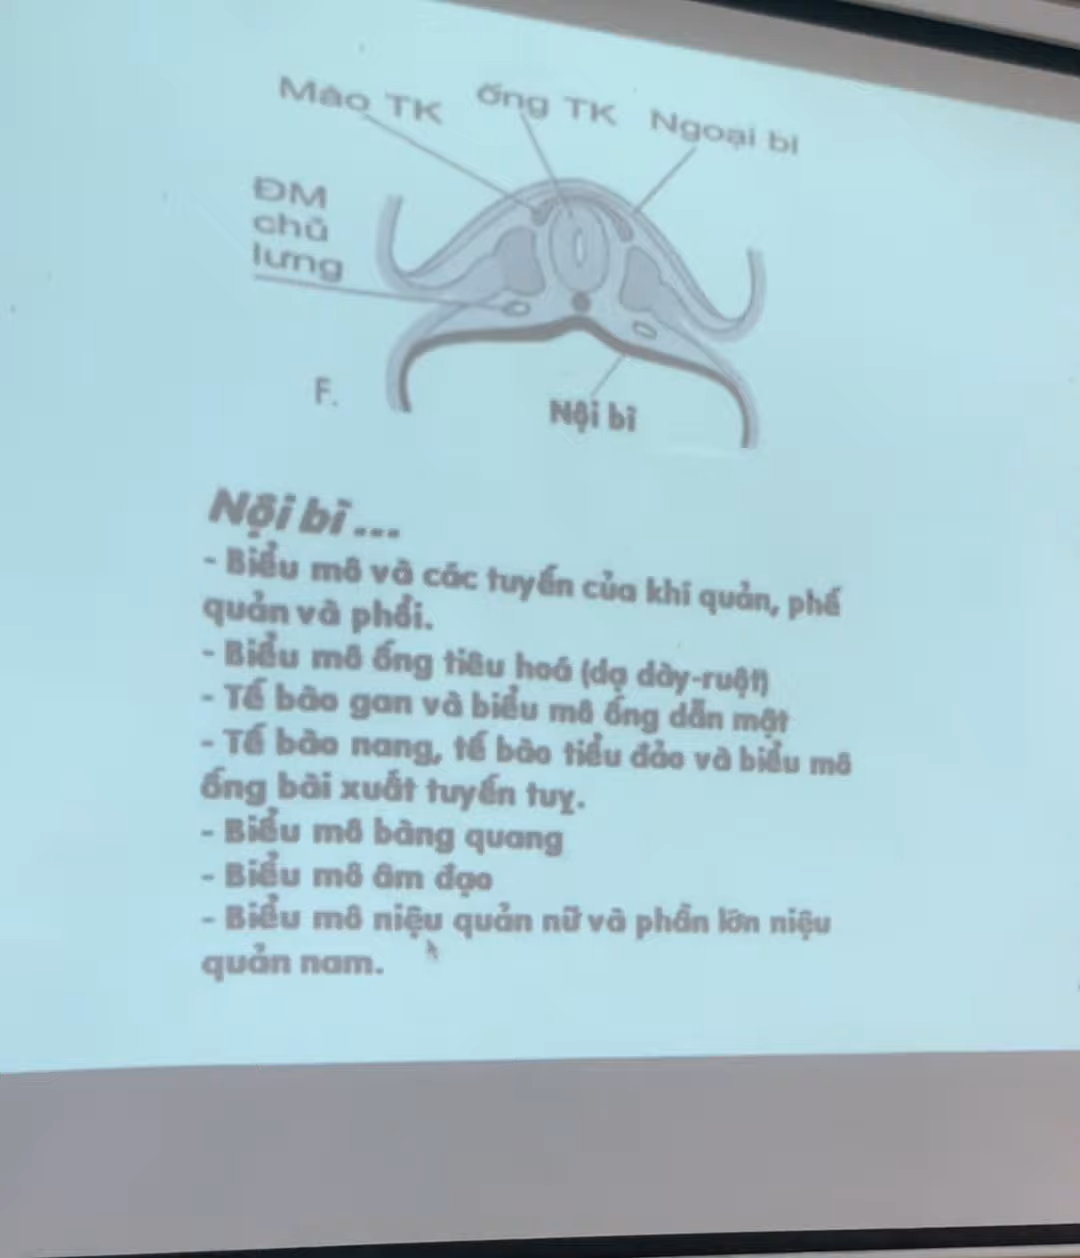 Mào TK ống TK Ngoại bì
ĐM
chủ
lưng
F.
Nội bì
Nội bì ...
- Biểu mô và các tuyến của khí quản, phế
quản và phổi.
- Biểu mô ống tiêu hoá (dạ dày-ruột)
- Tế bào gan và biểu mô ống dẫn mật
- Tế bào nang, tế bào tiểu đảo và biểu mô
ống bài xuất tuyến tuỵ.
- Biểu mô bàng quang
- Biểu mô âm đạo
- Biểu mô niệu quản nữ và phần lớn niệu
quản nam.